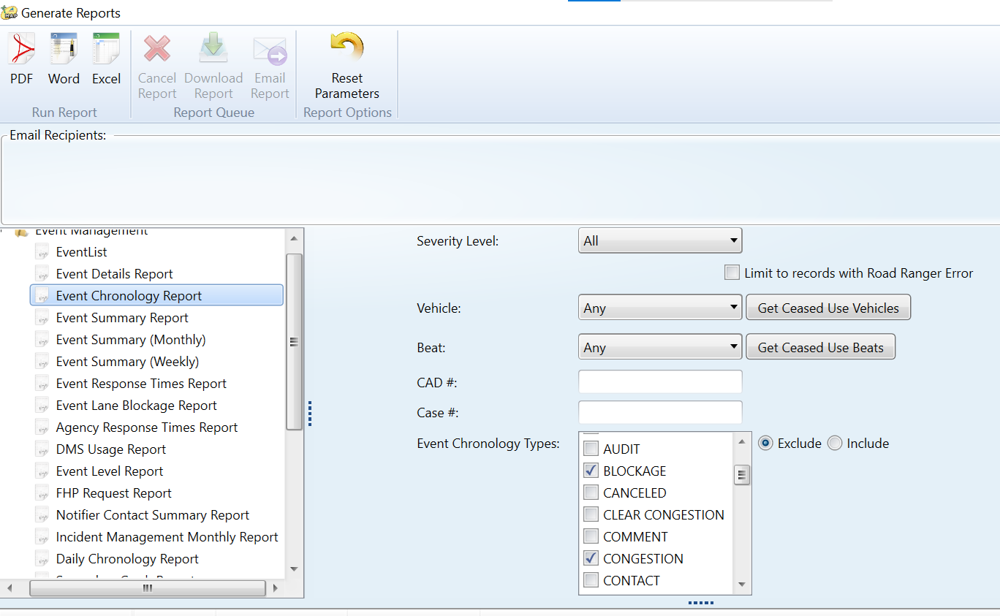 Generate Reports
PDF Word Excel
Cancel Report
Download Report
Email Report
Reset Parameters
Run Report
Report Queue
Report Options
Email Recipients:
Event Management
EventList
Event Details Report
Event Chronology Report
Event Summary Report
Event Summary (Monthly)
Event Summary (Weekly)
Event Response Times Report
Event Lane Blockage Report
Agency Response Times Report
DMS Usage Report
Event Level Report
FHP Request Report
Notifier Contact Summary Report
Incident Management Monthly Report
Daily Chronology Report
Severity Level: All
Limit to records with Road Ranger Error
Vehicle: Any Get Ceased Use Vehicles
Beat: Any Get Ceased Use Beats
CAD #:
Case #:
Event Chronology Types:
AUDIT
BLOCKAGE
CANCELED
CLEAR CONGESTION
COMMENT
CONGESTION
CONTACT
Exclude Include